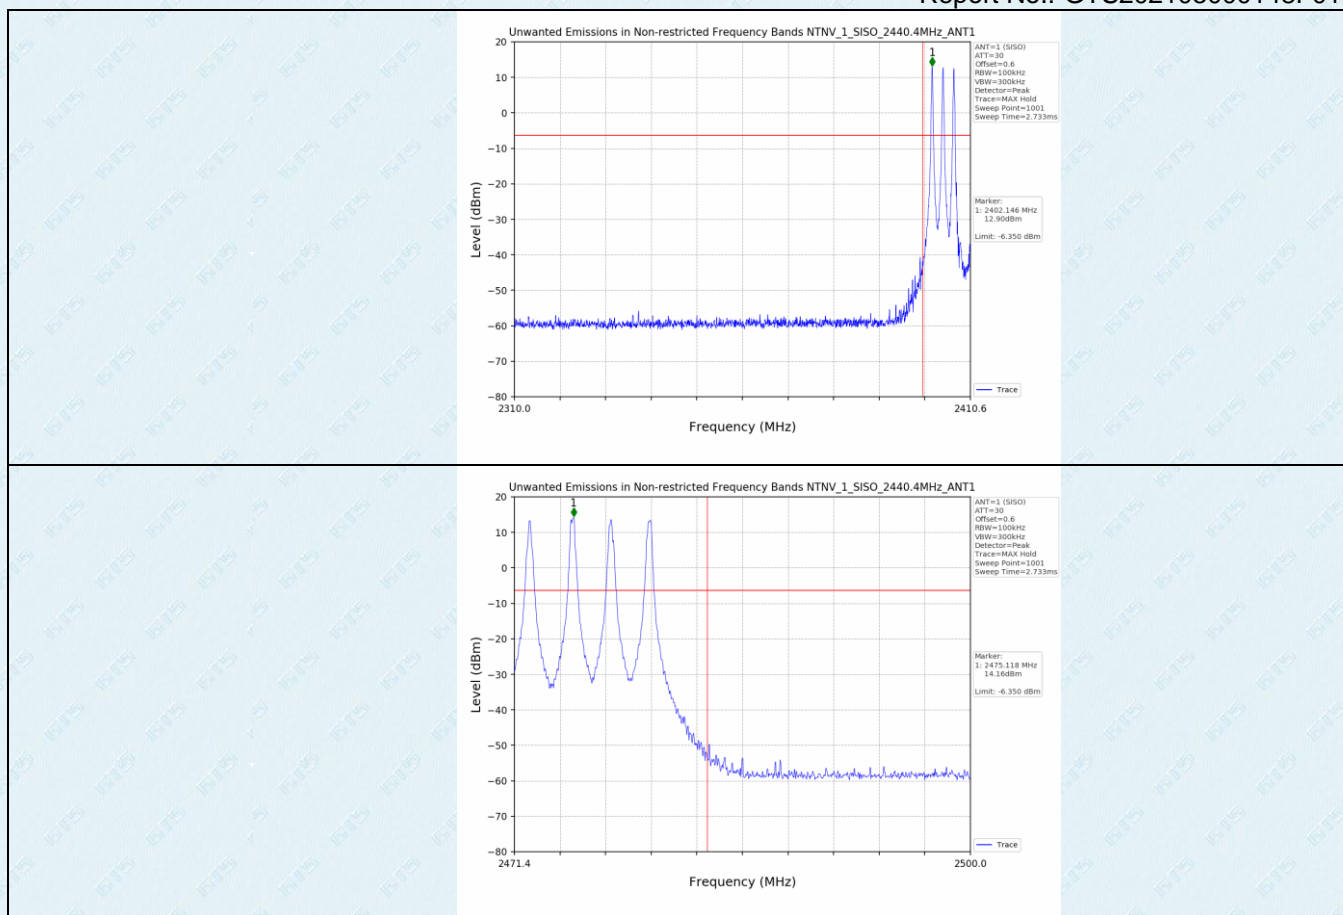 Unwanted Emissions in Non-restricted Frequency Bands NTNV_1_SISO_2440.4MHz_ANT1
20
10
0
−10
−20
−30
−40
−50
−60
−70
−80
Level (dBm)
1
2310.0
2410.6
Frequency (MHz)
ANT=1 (SISO)
ATT=30
Offset=0.6
RBW=100kHz
VBW=300kHz
Detector=Peak
Trace=MAX Hold
Sweep Point=1001
Sweep Time=2.733ms
Marker:
1: 2402.146 MHz
12.90dBm
Limit: -6.350 dBm
Trace
Unwanted Emissions in Non-restricted Frequency Bands NTNV_1_SISO_2440.4MHz_ANT1
20
10
0
−10
−20
−30
−40
−50
−60
−70
−80
Level (dBm)
1
2471.4
2500.0
Frequency (MHz)
ANT=1 (SISO)
ATT=30
Offset=0.6
RBW=100kHz
VBW=300kHz
Detector=Peak
Trace=MAX Hold
Sweep Point=1001
Sweep Time=2.733ms
Marker:
1: 2475.118 MHz
14.16dBm
Limit: -6.350 dBm
Trace